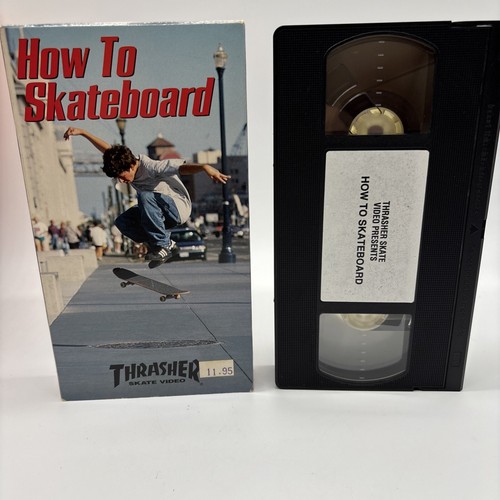 How To
Skateboard
THRASHER
SKATE VIDEO
11.95
THRASHER SKATE
VIDEO PRESENTS
HOW TO SKATEBOARD